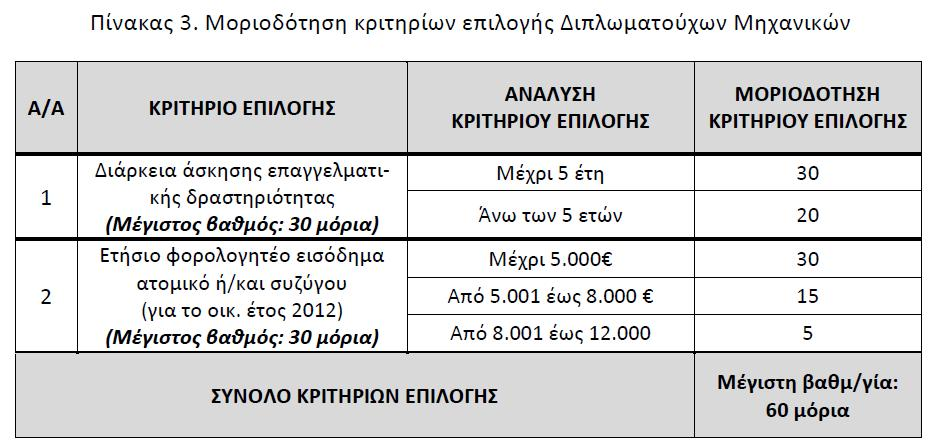 Πίνακας 3. Μοριοδότηση κριτηρίων επιλογής Διπλωματούχων Μηχανικών
Α/Α
ΚΡΙΤΗΡΙΟ ΕΠΙΛΟΓΗΣ
ΑΝΑΛΥΣΗ
ΚΡΙΤΗΡΙΟΥ ΕΠΙΛΟΓΗΣ
ΜΟΡΙΟΔΟΤΗΣΗ
ΚΡΙΤΗΡΙΟΥ ΕΠΙΛΟΓΗΣ
1
Διάρκεια άσκησης επαγγελματι-
κής δραστηριότητας
(Μέγιστος βαθμός: 30 μόρια)
Μέχρι 5 έτη
30
Άνω των 5 ετών
20
2
Ετήσιο φορολογητέο εισόδημα
ατομικό ή/και συζύγου
(για το οικ. έτος 2012)
(Μέγιστος βαθμός: 30 μόρια)
Μέχρι 5.000€
30
Από 5.001 έως 8.000 €
15
Από 8.001 έως 12.000
5
ΣΥΝΟΛΟ ΚΡΙΤΗΡΙΩΝ ΕΠΙΛΟΓΗΣ
Μέγιστη βαθμ/γία:
60 μόρια